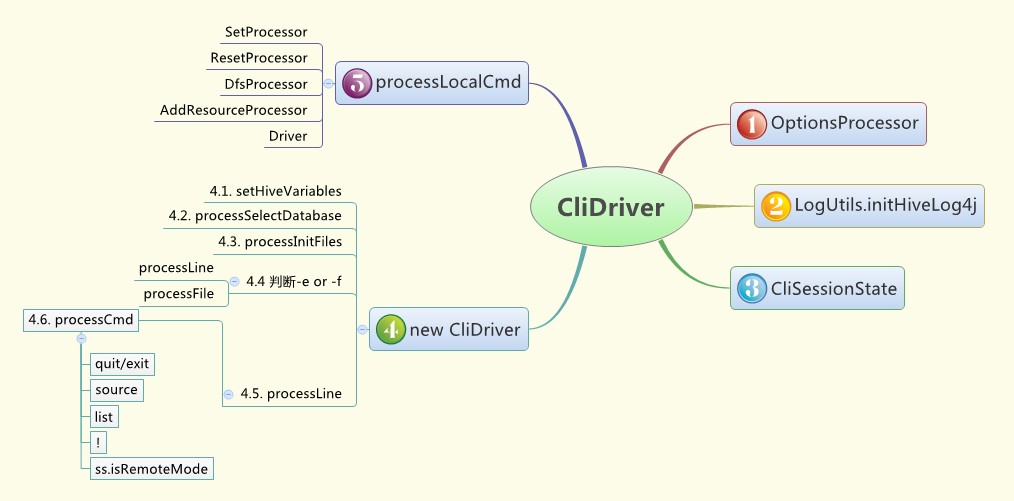 CliDriver
1 OptionsProcessor
2 LogUtils.initHiveLog4j
3 CliSessionState
4 new CliDriver
4.1. setHiveVariables
4.2. processSelectDatabase
4.3. processInitFiles
4.4 判断-e or -f
processLine
processFile
4.5. processLine
4.6. processCmd
quit/exit
source
list
!
ss.isRemoteMode
5 processLocalCmd
SetProcessor
ResetProcessor
DfsProcessor
AddResourceProcessor
Driver